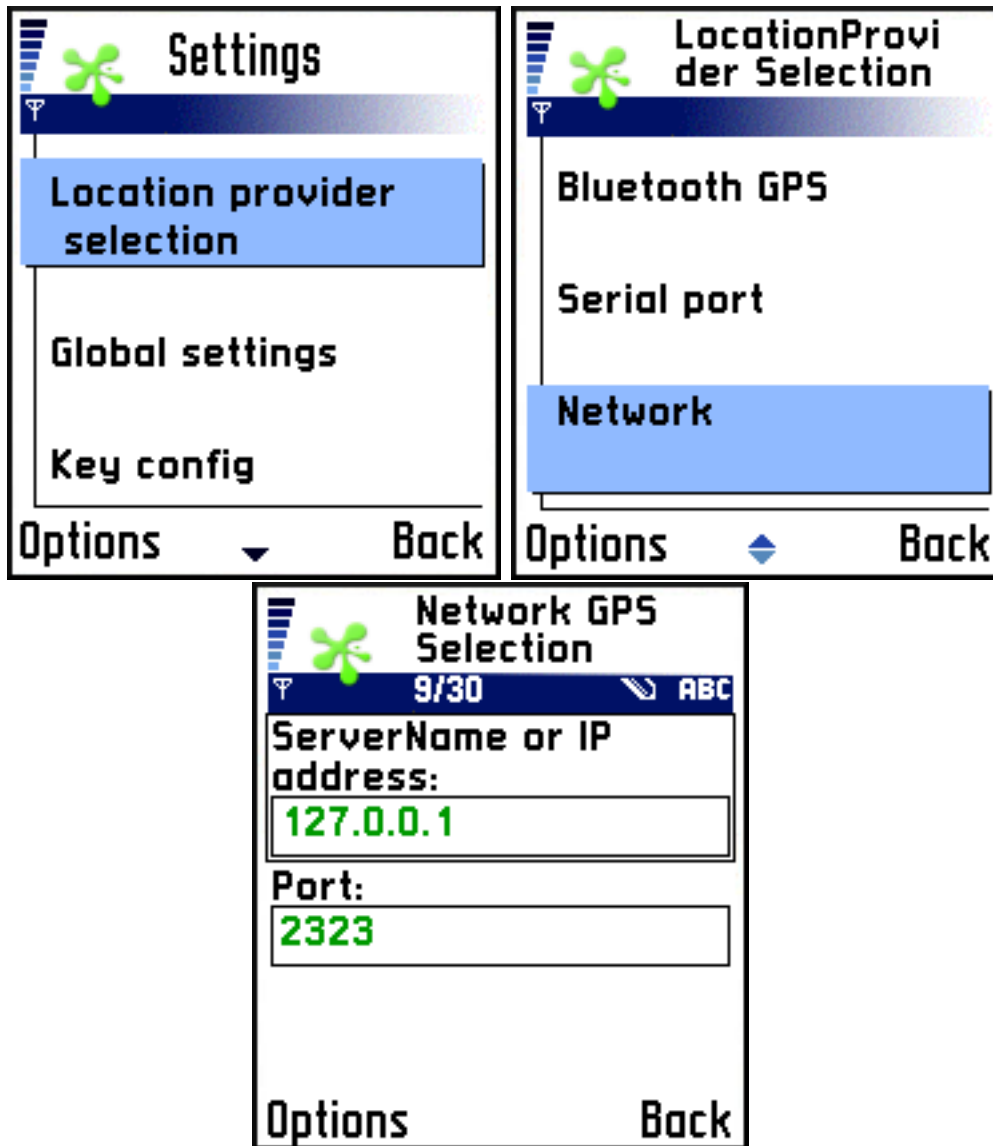 Settings
Location provider
selection
Global settings
Key config
Options Back
LocationProvi
der Selection
Bluetooth GPS
Serial port
Network
Options Back
Network GPS
Selection
9/30 ABC
ServerName or IP
address:
127.0.0.1
Port:
2323
Options Back